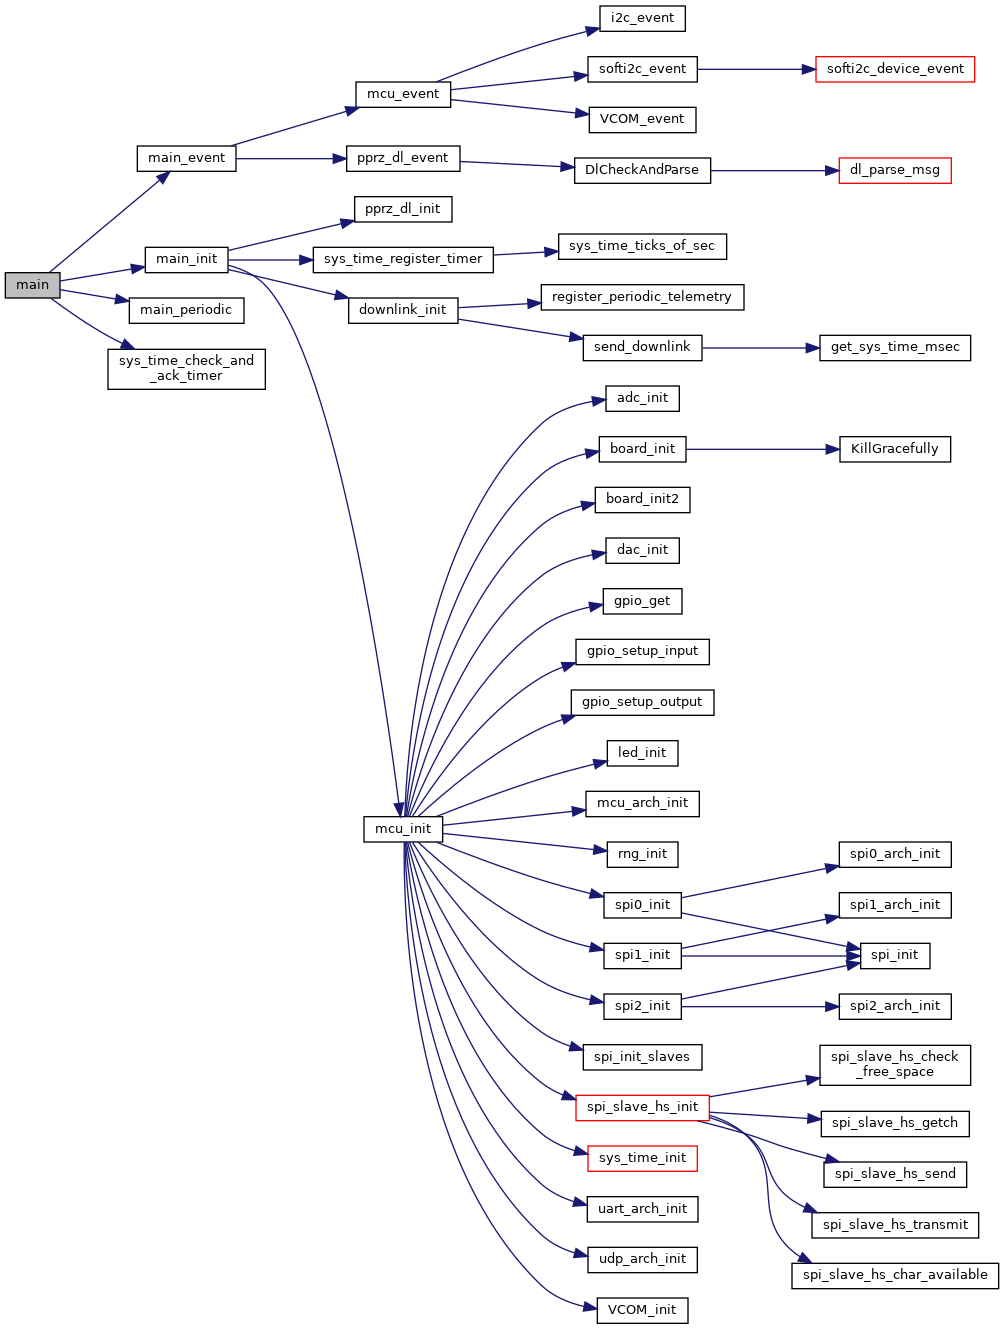 i2c_event
softi2c_event
softi2c_device_event
mcu_event
VCOM_event
main_event
pprz_dl_event
DlCheckAndParse
dl_parse_msg
pprz_dl_init
main_init
sys_time_register_timer
sys_time_ticks_of_sec
main
main_periodic
downlink_init
register_periodic_telemetry
send_downlink
get_sys_time_msec
sys_time_check_and
_ack_timer
adc_init
board_init
KillGracefully
board_init2
dac_init
gpio_get
gpio_setup_input
gpio_setup_output
led_init
mcu_arch_init
mcu_init
rng_init
spi0_arch_init
spi0_init
spi1_arch_init
spi1_init
spi_init
spi2_init
spi2_arch_init
spi_init_slaves
spi_slave_hs_check
_free_space
spi_slave_hs_init
spi_slave_hs_getch
sys_time_init
spi_slave_hs_send
uart_arch_init
spi_slave_hs_transmit
udp_arch_init
spi_slave_hs_char_available
VCOM_init